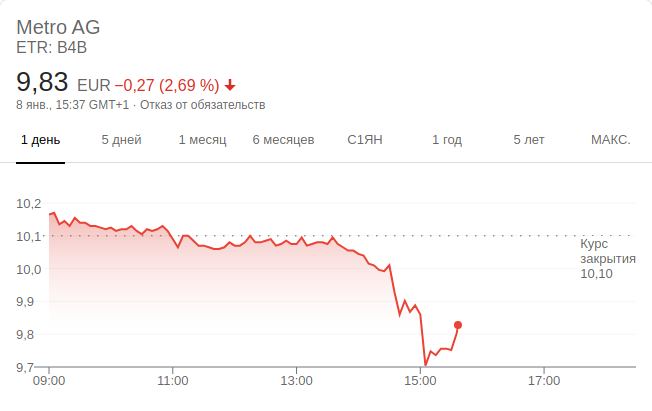 Metro AG
ETR: B4B
9,83 EUR −0,27 (2,69 %)
8 янв., 15:37 GMT+1 · Отказ от обязательств
1 день 5 дней 1 месяц 6 месяцев С1ЯН 1 год 5 лет МАКС.
10,2
10,1
Курс
закрытия
10,10
10,0
9,9
9,8
9,7
09:00 11:00 13:00 15:00 17:00